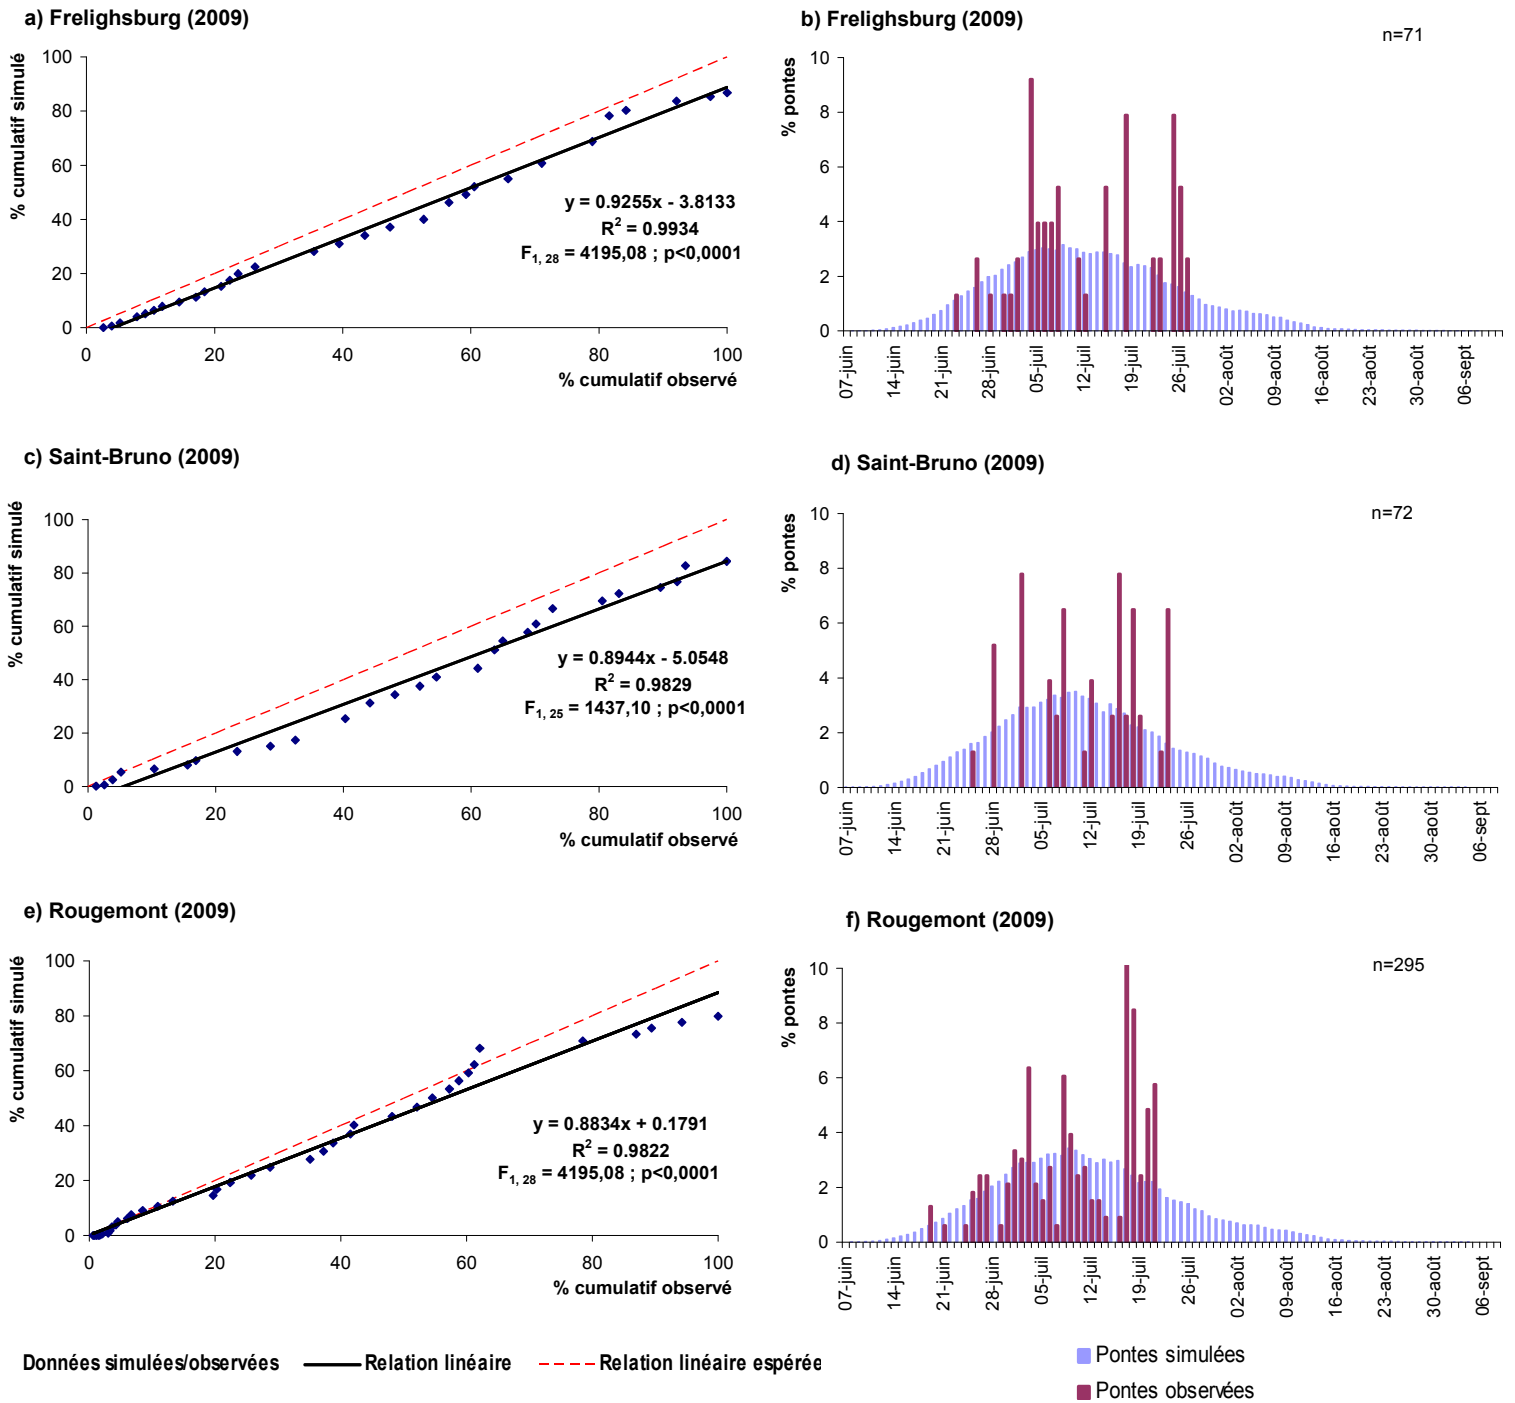 a) Frelighsburg (2009)
% cumulatif simulé
100
80
60
40
20
0
0 20 40 60 80 100
y = 0.9255x - 3.8133
R² = 0.9934
F1, 28 = 4195,08 ; p<0,0001
% cumulatif observé
b) Frelighsburg (2009)
n=71
% pontes
10
8
6
4
2
0
07-juin 14-juin 21-juin 28-juin 05-juil 12-juil 19-juil 26-juil 02-août 09-août 16-août 23-août 30-août 06-sept
c) Saint-Bruno (2009)
% cumulatif simulé
100
80
60
40
20
0
0 20 40 60 80 100
y = 0.8944x - 5.0548
R² = 0.9829
F1, 25 = 1437,10 ; p<0,0001
% cumulatif observé
d) Saint-Bruno (2009)
n=72
% pontes
10
8
6
4
2
0
07-juin 14-juin 21-juin 28-juin 05-juil 12-juil 19-juil 26-juil 02-août 09-août 16-août 23-août 30-août 06-sept
e) Rougemont (2009)
% cumulatif simulé
100
80
60
40
20
0
0 20 40 60 80 100
y = 0.8834x + 0.1791
R² = 0.9822
F1, 28 = 4195,08 ; p<0,0001
% cumulatif observé
f) Rougemont (2009)
n=295
% pontes
10
8
6
4
2
0
07-juin 14-juin 21-juin 28-juin 05-juil 12-juil 19-juil 26-juil 02-août 09-août 16-août 23-août 30-août 06-sept
Données simulées/observées Relation linéaire Relation linéaire espérée
Pontes simulées
Pontes observées